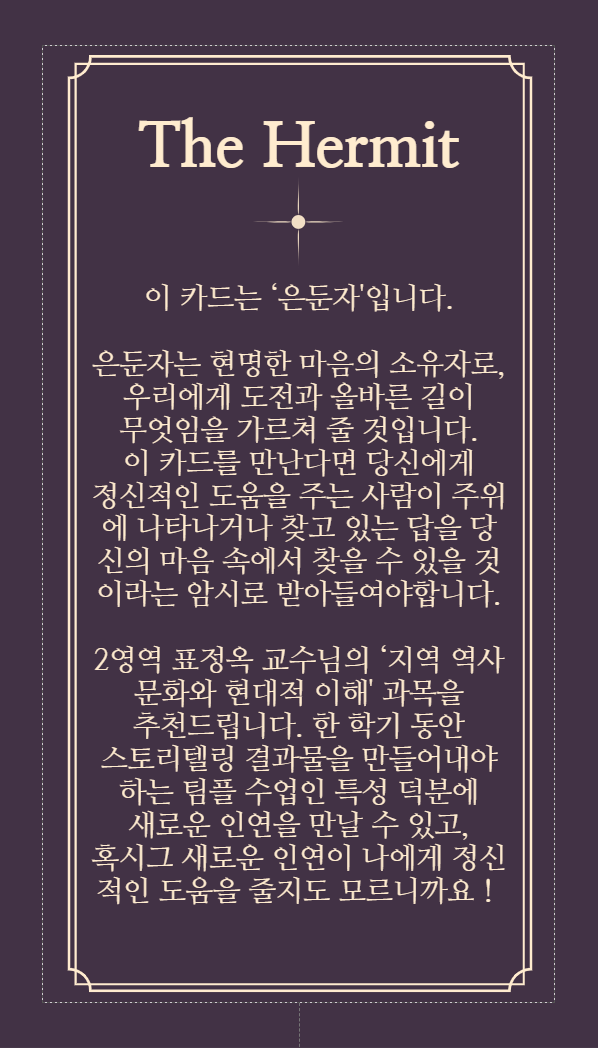 The Hermit
이 카드는 ‘은둔자'입니다.
은둔자는 현명한 마음의 소유자로,
우리에게 도전과 올바른 길이
무엇임을 가르쳐 줄 것입니다.
이 카드를 만난다면 당신에게
정신적인 도움을 주는 사람이 주위
에 나타나거나 찾고 있는 답을 당
신의 마음 속에서 찾을 수 있을 것
이라는 암시로 받아들여야합니다.
2영역 표정옥 교수님의 ‘지역 역사
문화와 현대적 이해' 과목을
추천드립니다. 한 학기 동안
스토리텔링 결과물을 만들어내야
하는 팀플 수업인 특성 덕분에
새로운 인연을 만날 수 있고,
혹시그 새로운 인연이 나에게 정신
적인 도움을 줄지도 모르니까요 !